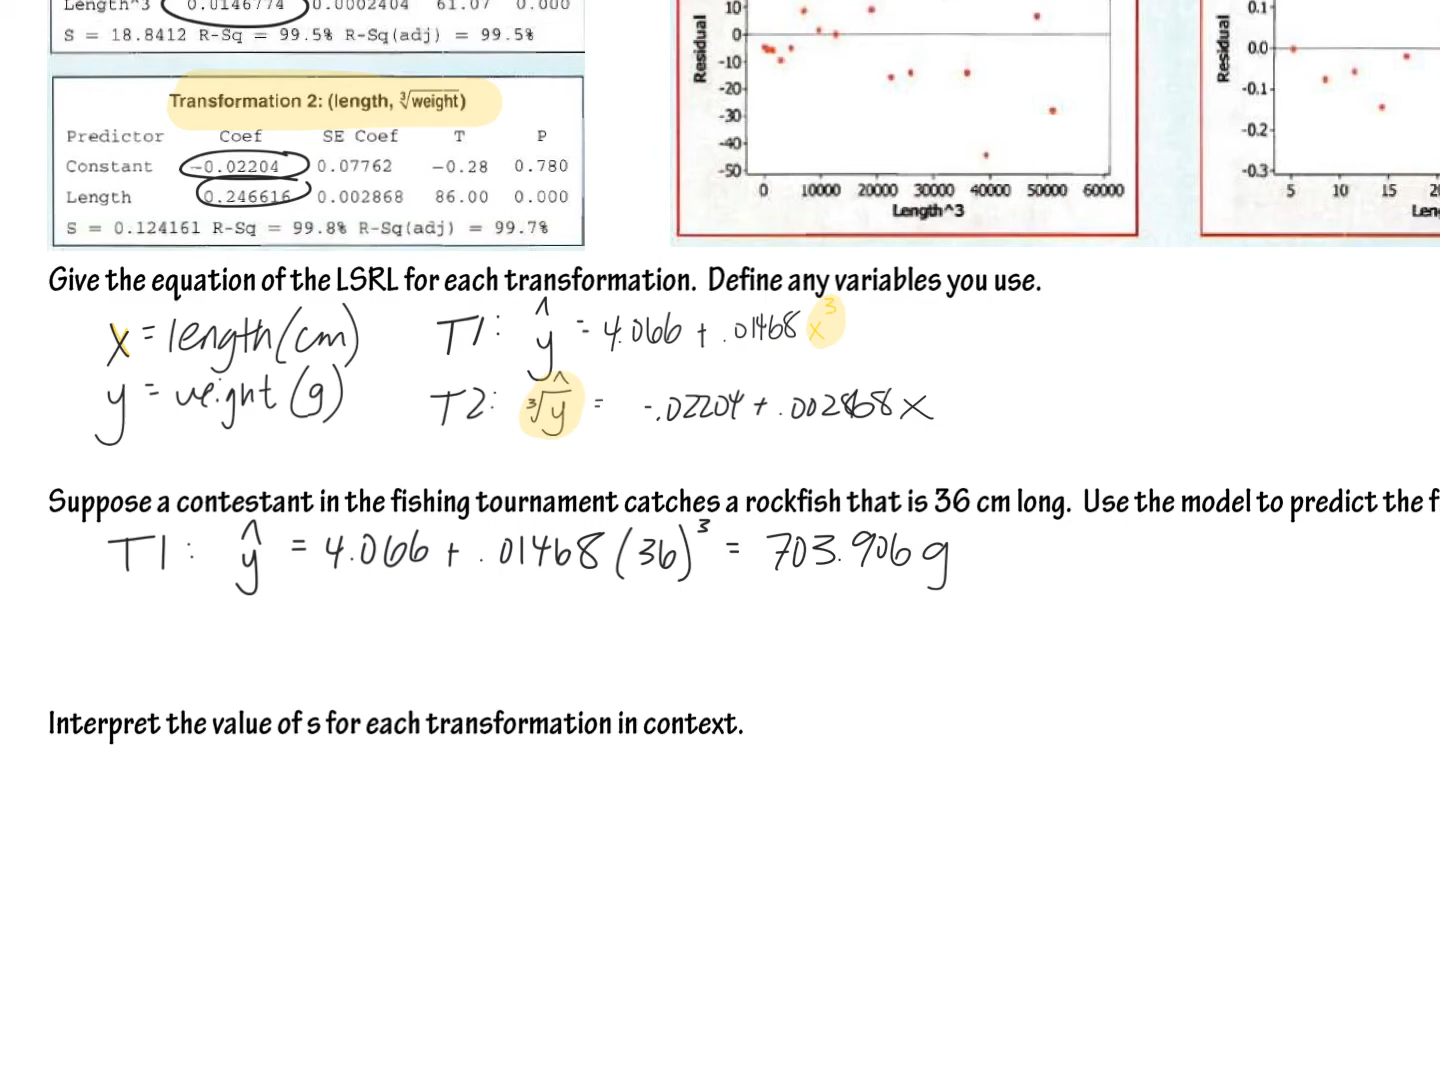 Length^3 0.0146774 0.0002404 61.07 0.000
S = 18.8412 R-Sq = 99.5% R-Sq(adj) = 99.5%
Transformation 2: (length, ∛weight)
Predictor Coef SE Coef T P
Constant -0.02204 0.07762 -0.28 0.780
Length 0.246616 0.002868 86.00 0.000
S = 0.124161 R-Sq = 99.8% R-Sq(adj) = 99.7%
Residual
10
0
-10
-20
-30
-40
-50
0 10000 20000 30000 40000 50000 60000
Length^3
Residual
0.1
0.0
-0.1
-0.2
-0.3
5 10 15
Give the equation of the LSRL for each transformation. Define any variables you use.
x = length (cm) T1: ŷ = 4.066 + .01468 x³
y = weight (g) T2: ∛ŷ = -.02204 + .002868 x
Suppose a contestant in the fishing tournament catches a rockfish that is 36 cm long. Use the model to predict the
T1: ŷ = 4.066 + .01468 (36)³ = 703.906 g
Interpret the value of s for each transformation in context.